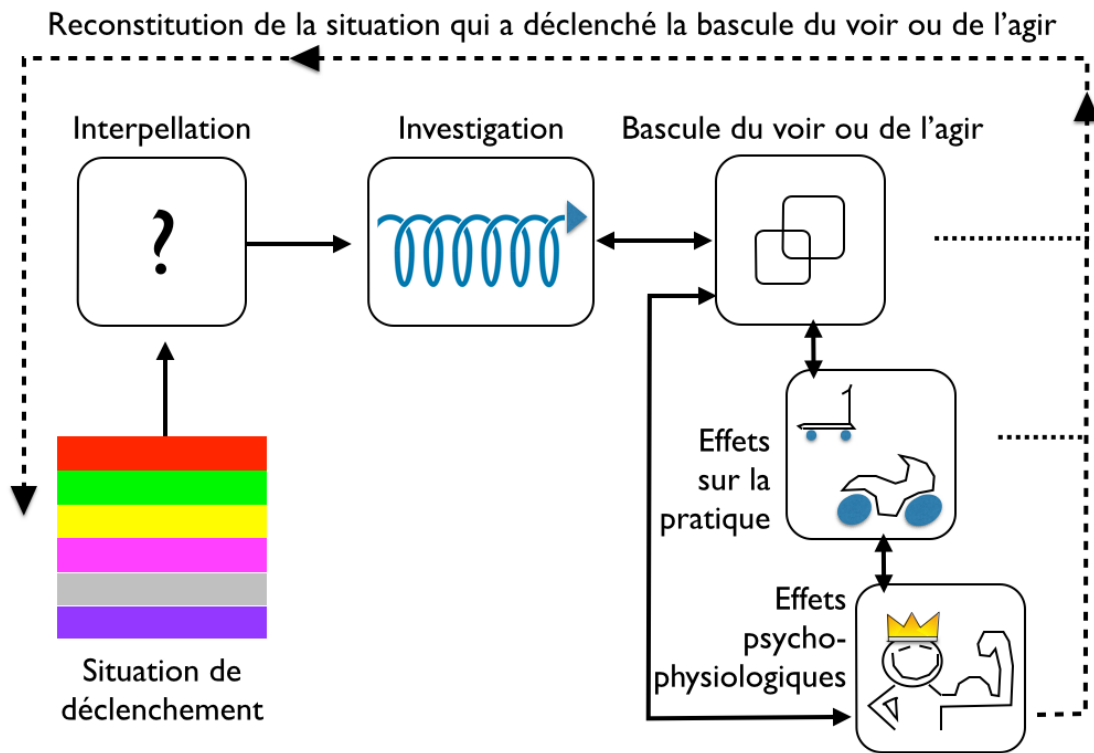 Reconstitution de la situation qui a déclenché la bascule du voir ou de l’agir
Interpellation
Investigation
Bascule du voir ou de l’agir
?
Effets
sur la
pratique
Effets
psycho-
physiologiques
Situation de
déclenchement